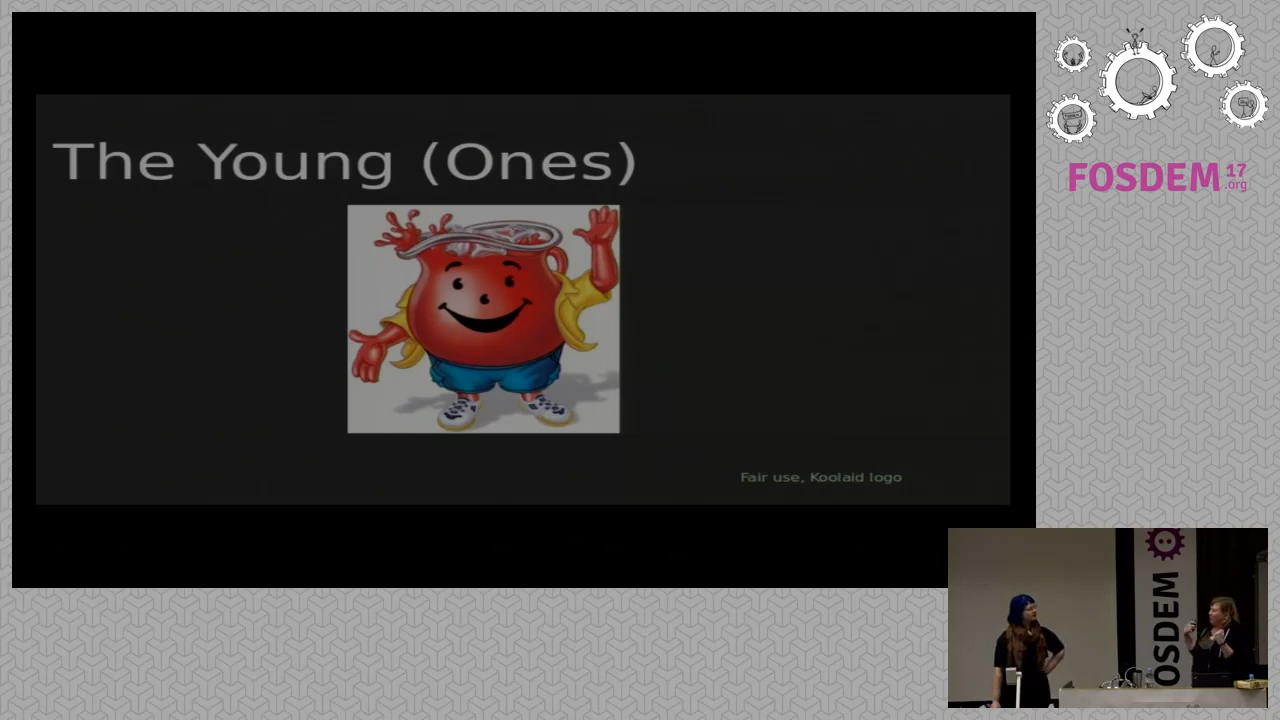 The Young (Ones)
Fair use, Koolaid logo
FOSDEM 17
.org
OSDEM